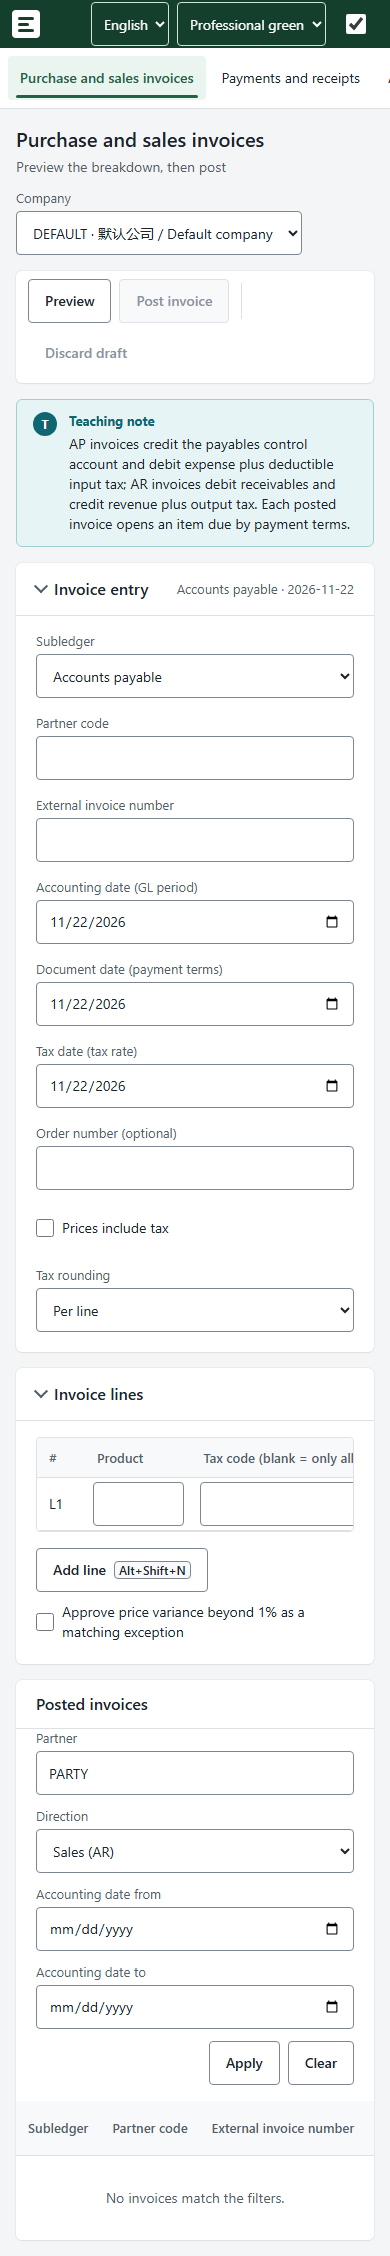 English
Professional green
Purchase and sales invoices
Payments and receipts
Purchase and sales invoices
Preview the breakdown, then post
Company
DEFAULT · 默认公司 / Default company
Preview
Post invoice
Discard draft
T
Teaching note
AP invoices credit the payables control
account and debit expense plus deductible
input tax; AR invoices debit receivables and
credit revenue plus output tax. Each posted
invoice opens an item due by payment terms.
Invoice entry
Accounts payable · 2026-11-22
Subledger
Accounts payable
Partner code
External invoice number
Accounting date (GL period)
11/22/2026
Document date (payment terms)
11/22/2026
Tax date (tax rate)
11/22/2026
Order number (optional)
Prices include tax
Tax rounding
Per line
Invoice lines
# Product Tax code (blank = only all
L1
Add line Alt+Shift+N
Approve price variance beyond 1% as a
matching exception
Posted invoices
Partner
PARTY
Direction
Sales (AR)
Accounting date from
mm/dd/yyyy
Accounting date to
mm/dd/yyyy
Apply
Clear
Subledger Partner code External invoice number
No invoices match the filters.